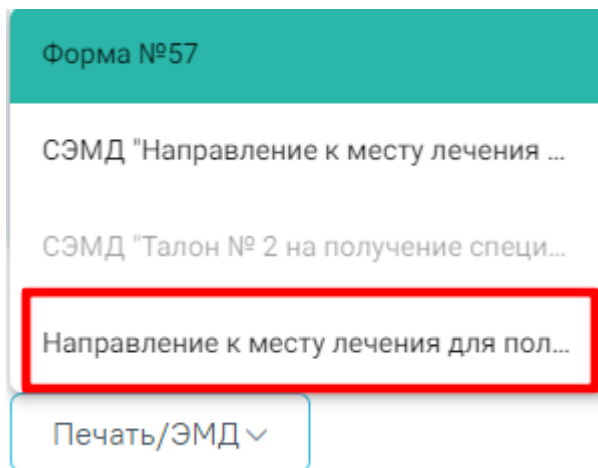 Форма №57
СЭМД "Направление к месту лечения ...
СЭМД "Талон № 2 на получение специ...
Направление к месту лечения для пол...
Печать/ЭМД